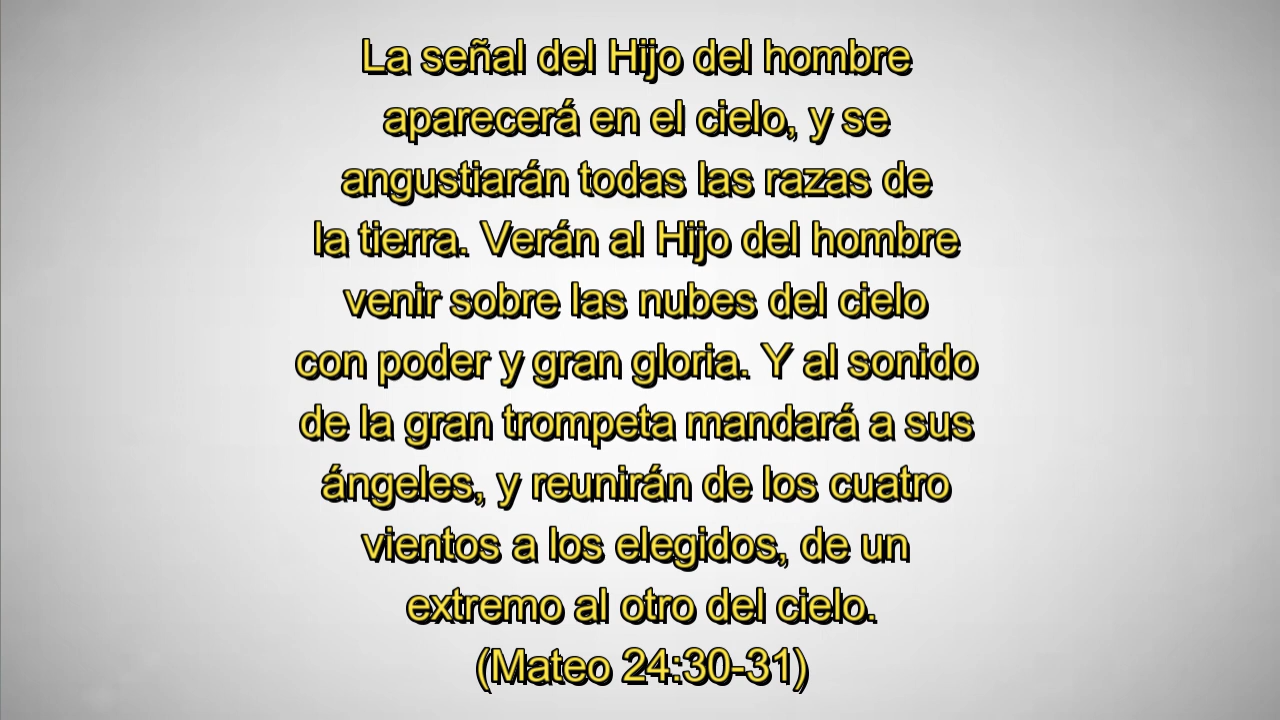 La señal del Hijo del hombre
aparecerá en el cielo, y se
angustiarán todas las razas de
la tierra. Verán al Hijo del hombre
venir sobre las nubes del cielo
con poder y gran gloria. Y al sonido
de la gran trompeta mandará a sus
ángeles, y reunirán de los cuatro
vientos a los elegidos, de un
extremo al otro del cielo.
(Mateo 24:30-31)